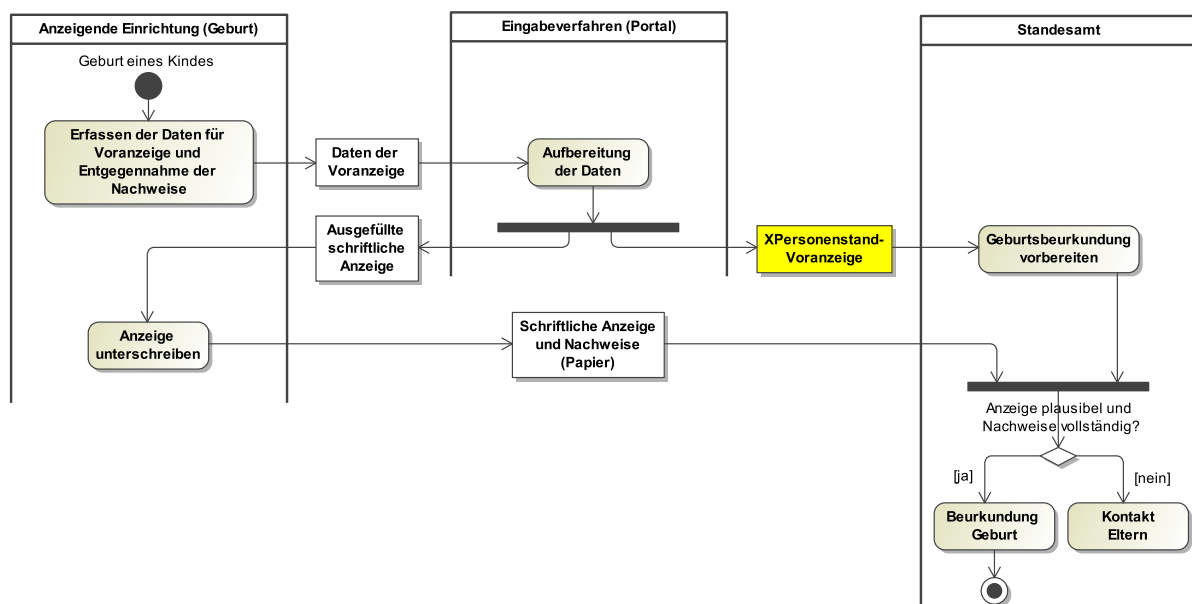 Anzeigende Einrichtung (Geburt)
Eingabeverfahren (Portal)
Standesamt
Geburt eines Kindes
Erfassen der Daten für
Voranzeige und
Entgegennahme der
Nachweise
Daten der
Voranzeige
Aufbereitung
der Daten
Ausgefüllte
schriftliche
Anzeige
XPersonenstand-
Voranzeige
Geburtsbeurkundung
vorbereiten
Anzeige
unterschreiben
Schriftliche Anzeige
und Nachweise
(Papier)
Anzeige plausibel und
Nachweise vollständig?
[ja]
[nein]
Beurkundung
Geburt
Kontakt
Eltern